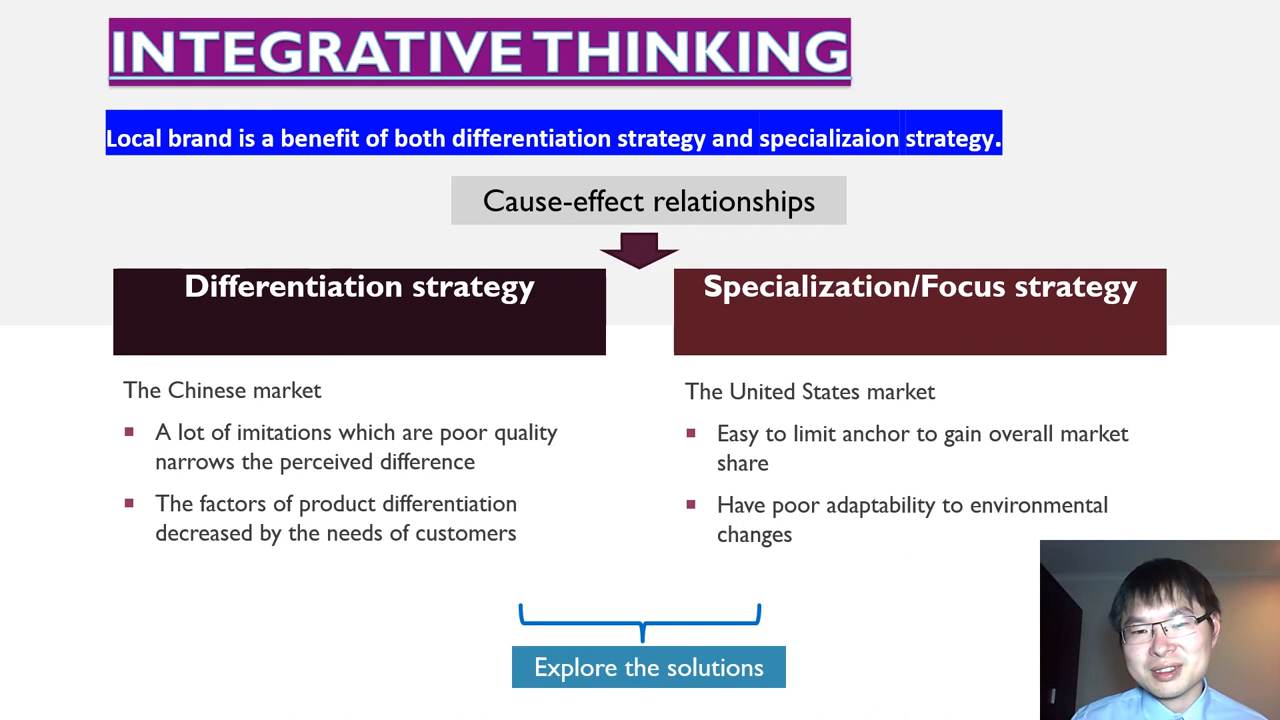 INTEGRATIVE THINKING
Local brand is a benefit of both differentiation strategy and specializaion strategy.
Cause-effect relationships
Differentiation strategy
The Chinese market
A lot of imitations which are poor quality
narrows the perceived difference
The factors of product differentiation
decreased by the needs of customers
Specialization/Focus strategy
The United States market
Easy to limit anchor to gain overall market
share
Have poor adaptability to environmental
changes
Explore the solutions